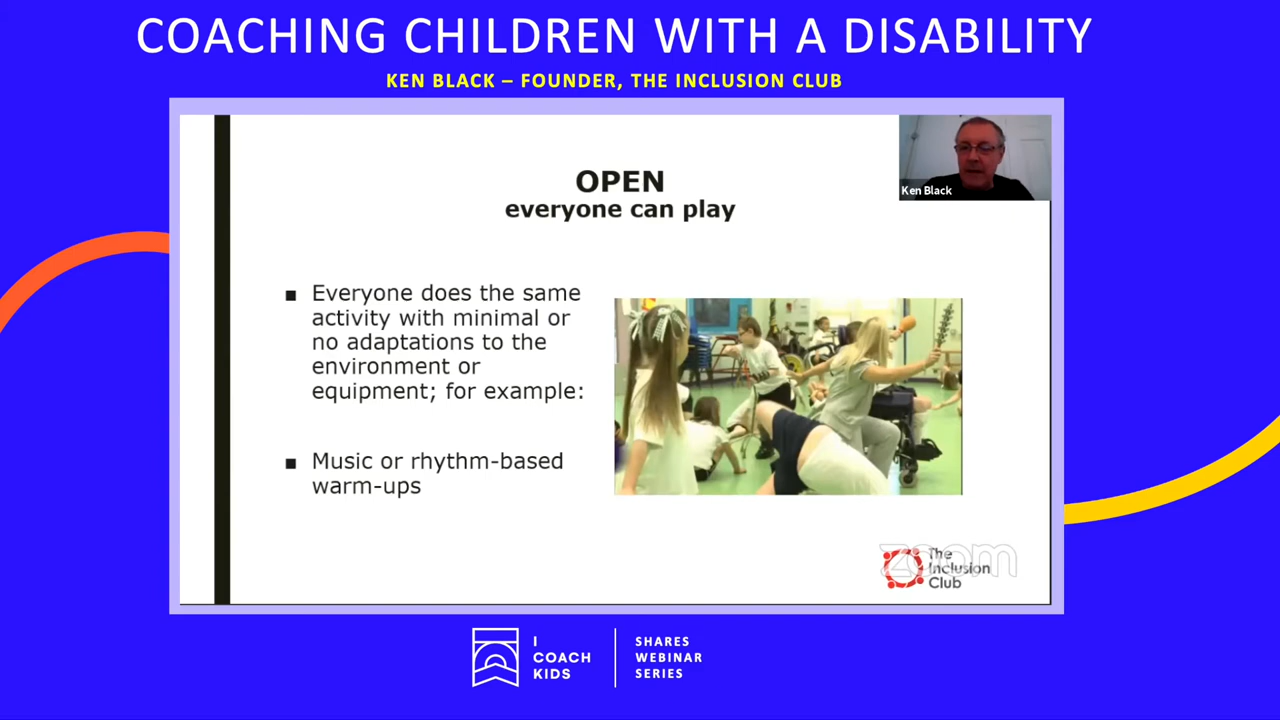 COACHING CHILDREN WITH A DISABILITY
KEN BLACK – FOUNDER, THE INCLUSION CLUB
Ken Black
OPEN
everyone can play
■ Everyone does the same
activity with minimal or
no adaptations to the
environment or
equipment; for example:
■ Music or rhythm-based
warm-ups
zoom
The
Inclusion
Club
I
COACH
KIDS
SHARES
WEBINAR
SERIES